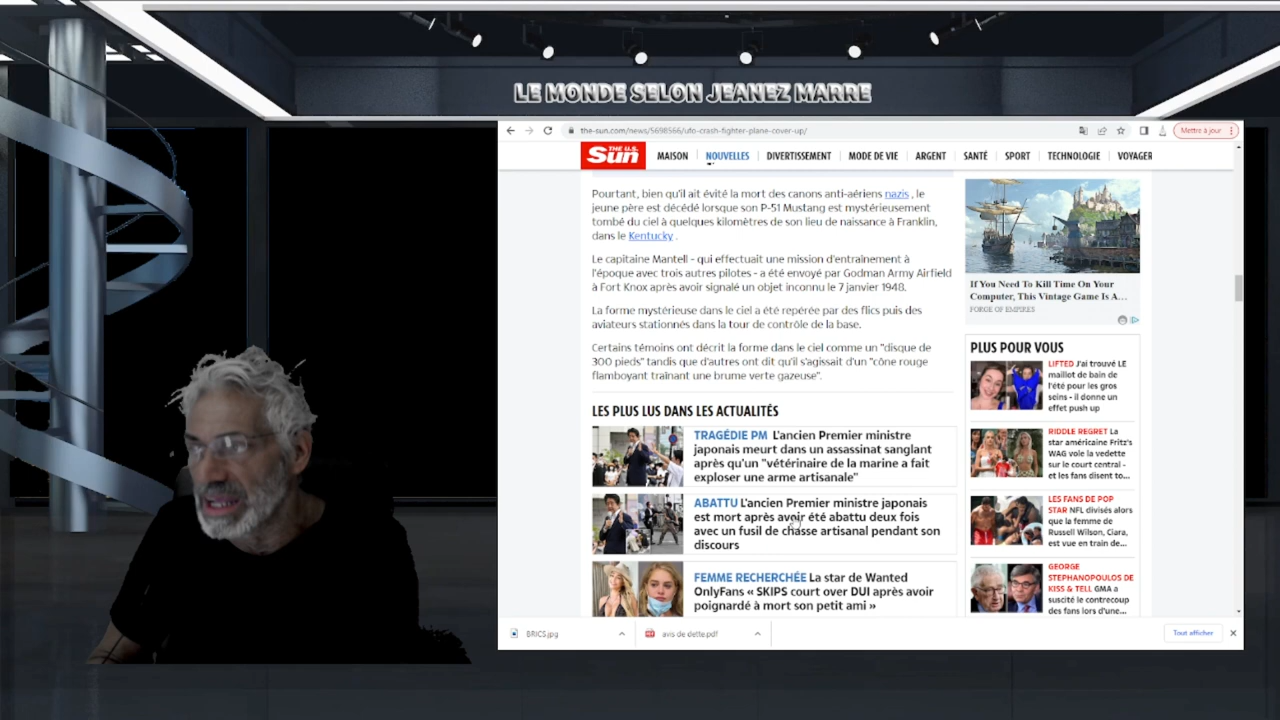 LE MONDE SELON JEANEZ MARRE
the-sun.com/news/5698566/ufo-crash-fighter-plane-cover-up/
Mettre à jour
THE U.S. Sun
MAISON NOUVELLES DIVERTISSEMENT MODE DE VIE ARGENT SANTÉ SPORT TECHNOLOGIE VOYAGER
Pourtant, bien qu'il ait évité la mort des canons anti-aériens nazis , le
jeune père est décédé lorsque son P-51 Mustang est mystérieusement
tombé du ciel à quelques kilomètres de son lieu de naissance à Franklin,
dans le Kentucky .
Le capitaine Mantell - qui effectuait une mission d'entraînement à
l'époque avec trois autres pilotes - a été envoyé par Godman Army Airfield
à Fort Knox après avoir signalé un objet inconnu le 7 janvier 1948.
La forme mystérieuse dans le ciel a été repérée par des flics puis des
aviateurs stationnés dans la tour de contrôle de la base.
Certains témoins ont décrit la forme dans le ciel comme un "disque de
300 pieds" tandis que d'autres ont dit qu'il s'agissait d'un "cône rouge
flamboyant traînant une brume verte gazeuse".
LES PLUS LUS DANS LES ACTUALITÉS
TRAGÉDIE PM L'ancien Premier ministre
japonais meurt dans un assassinat sanglant
après qu'un "vétérinaire de la marine a fait
exploser une arme artisanale"
ABATTU L'ancien Premier ministre japonais
est mort après avoir été abattu deux fois
avec un fusil de chasse artisanal pendant son
discours
FEMME RECHERCHÉE La star de Wanted
OnlyFans « SKIPS court over DUI après avoir
poignardé à mort son petit ami »
If You Need To Kill Time On Your
Computer, This Vintage Game Is A...
FORGE OF EMPIRES
PLUS POUR VOUS
LIFTED J'ai trouvé LE
maillot de bain de
l'été pour les gros
seins - il donne un
effet push up
RIDDLE REGRET La
star américaine Fritz's
WAG vole la vedette
sur le court central -
et les fans disent to...
LES FANS DE POP
STAR NFL divisés alors
que la femme de
Russell Wilson, Ciara,
est vue en train de...
GEORGE
STEPHANOPOULOS DE
KISS & TELL GMA a
suscité le contrecoup
des fans lors d'une...
BRICS.jpg
avis de dette.pdf
Tout afficher